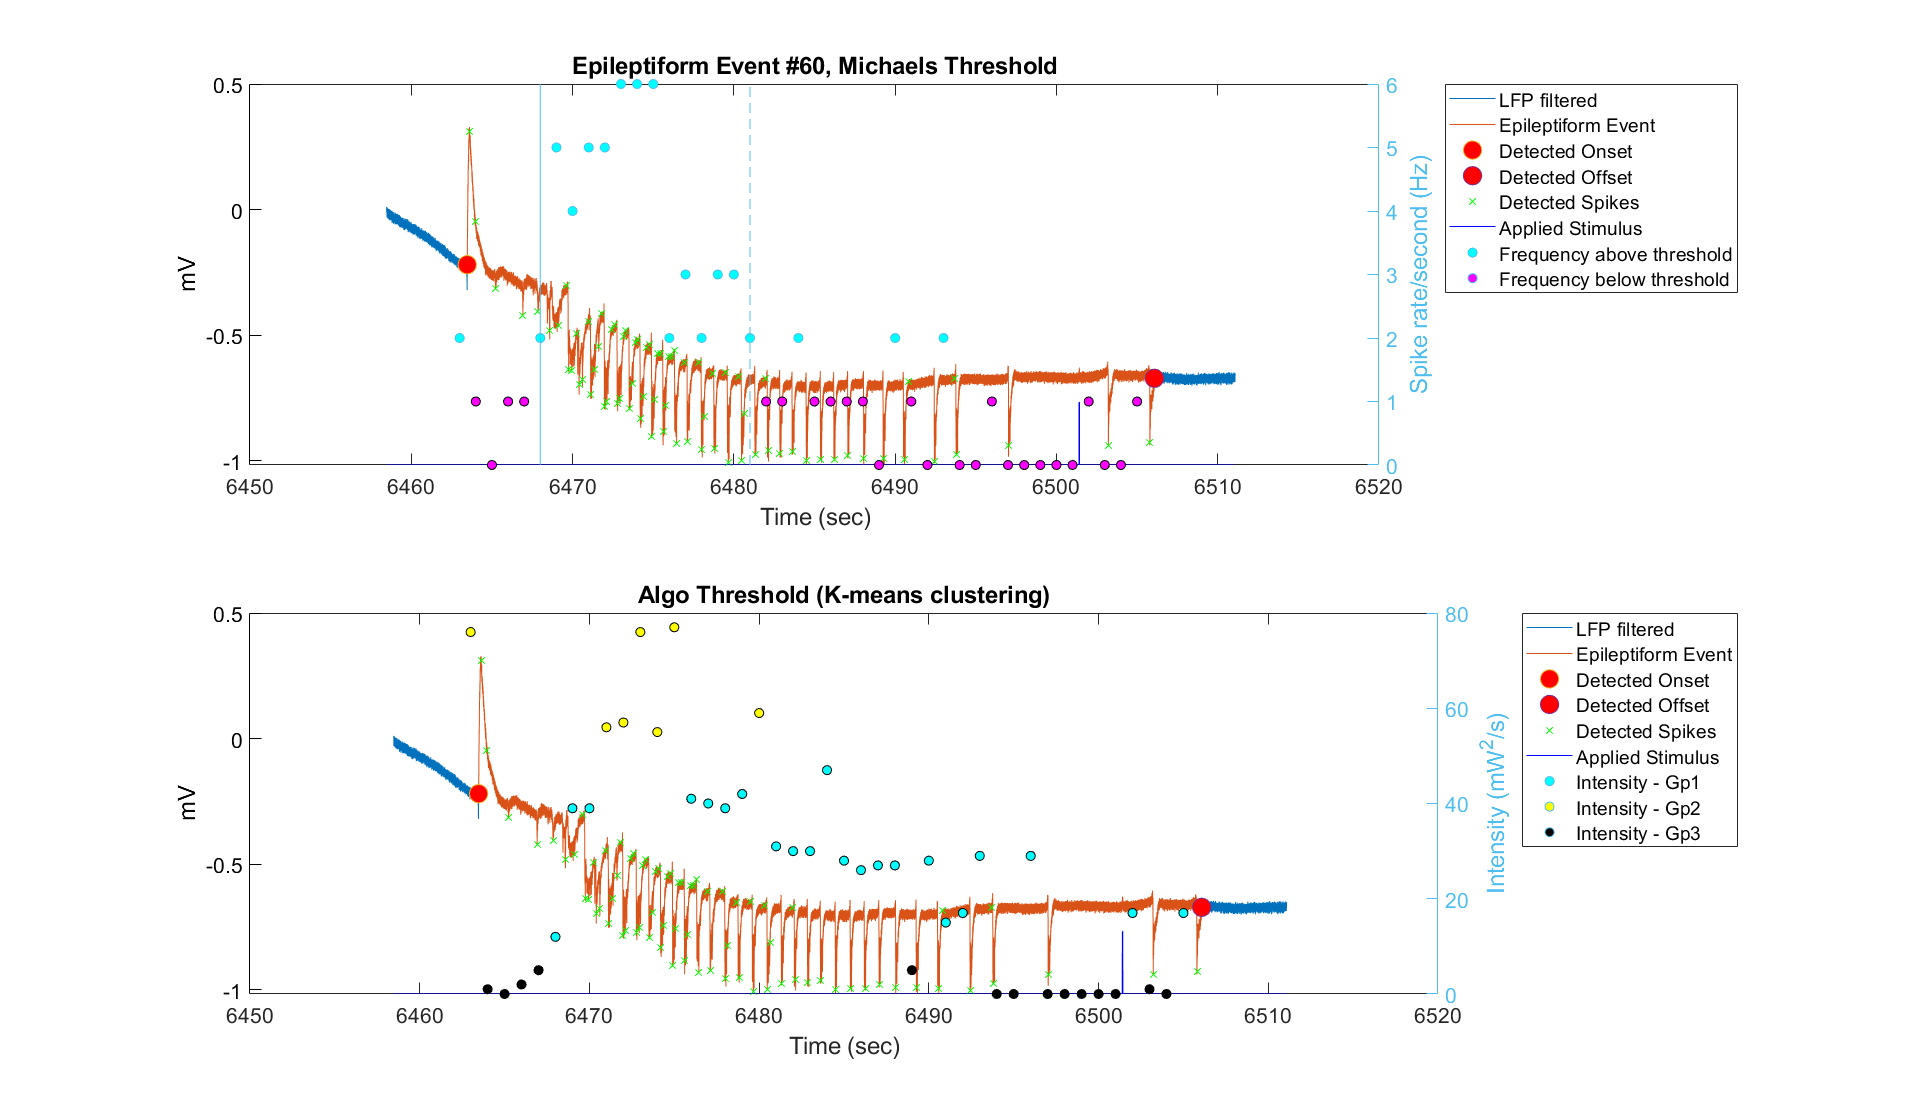 Epileptiform Event #60, Michaels Threshold
0.5
0
-0.5
-1
mV
6450
6460
6470
6480
6490
6500
6510
6520
Time (sec)
6
5
4
3
2
1
0
Spike rate/second (Hz)
LFP filtered
Epileptiform Event
Detected Onset
Detected Offset
Detected Spikes
Applied Stimulus
Frequency above threshold
Frequency below threshold
Algo Threshold (K-means clustering)
0.5
0
-0.5
-1
mV
6450
6460
6470
6480
6490
6500
6510
6520
Time (sec)
80
60
40
20
0
Intensity (mW²/s)
LFP filtered
Epileptiform Event
Detected Onset
Detected Offset
Detected Spikes
Applied Stimulus
Intensity - Gp1
Intensity - Gp2
Intensity - Gp3